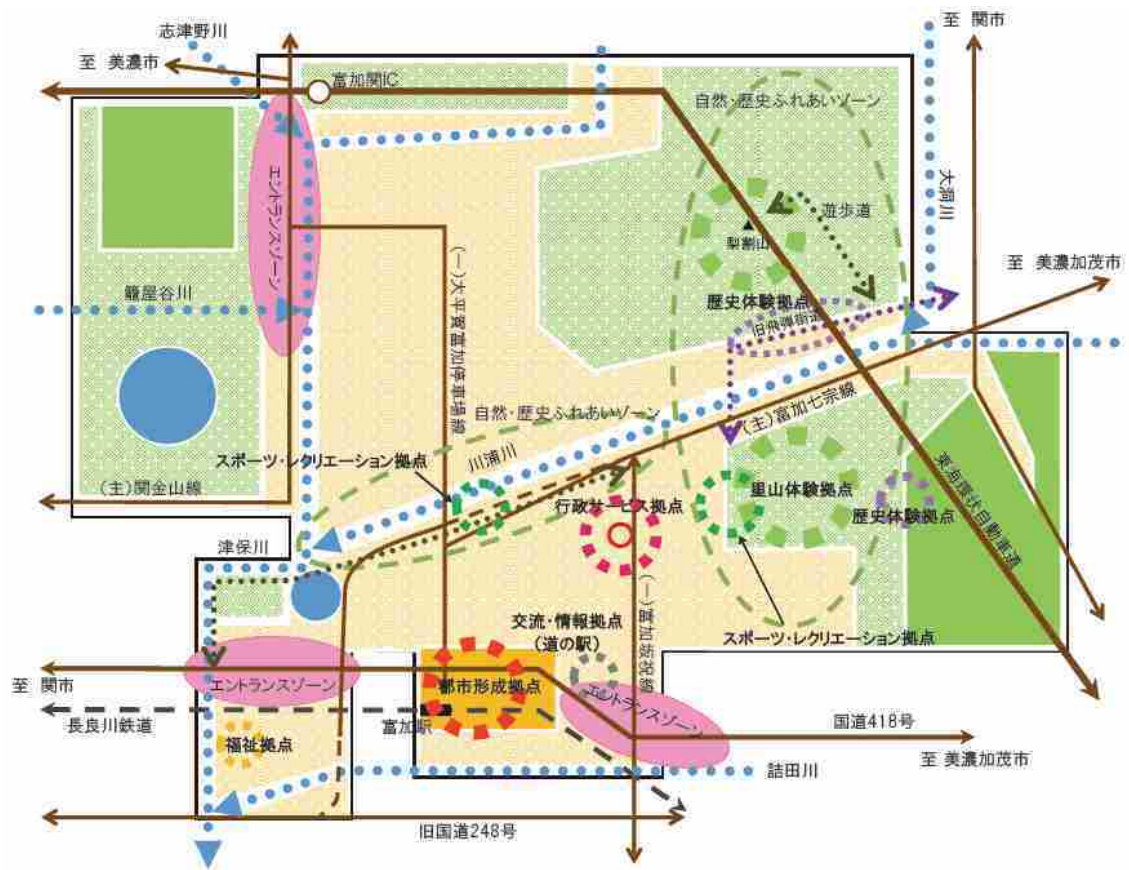 志津野川
至 関市
至 美濃市
富加関IC
自然・歴史ふれあいゾーン
大洞川
遊歩道
梨割山
エントランスゾーン
至 美濃加茂市
籠屋谷川
歴史体験拠点
旧飛騨街道
(一)大平賀富加停車場線
自然・歴史ふれあいゾーン
(主)富加七宗線
川浦川
スポーツ・レクリエーション拠点
(主)関金山線
行政サービス拠点
里山体験拠点
歴史体験拠点
東海環状自動車道
津保川
(一)富加坂祝線
交流・情報拠点
(道の駅)
スポーツ・レクリエーション拠点
エントランスゾーン
都市形成拠点
エントランスゾーン
至 関市
長良川鉄道
富加駅
国道418号
福祉拠点
至 美濃加茂市
詰田川
旧国道248号